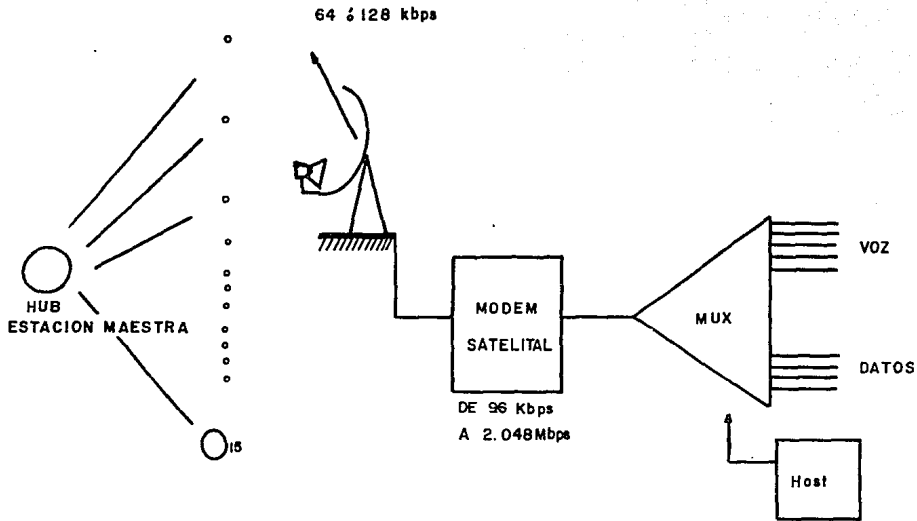 64 ó 128 kbps
HUB
ESTACION MAESTRA
15
MODEM
SATELITAL
DE 96 Kbps
A 2.048Mbps
MUX
VOZ
DATOS
Host